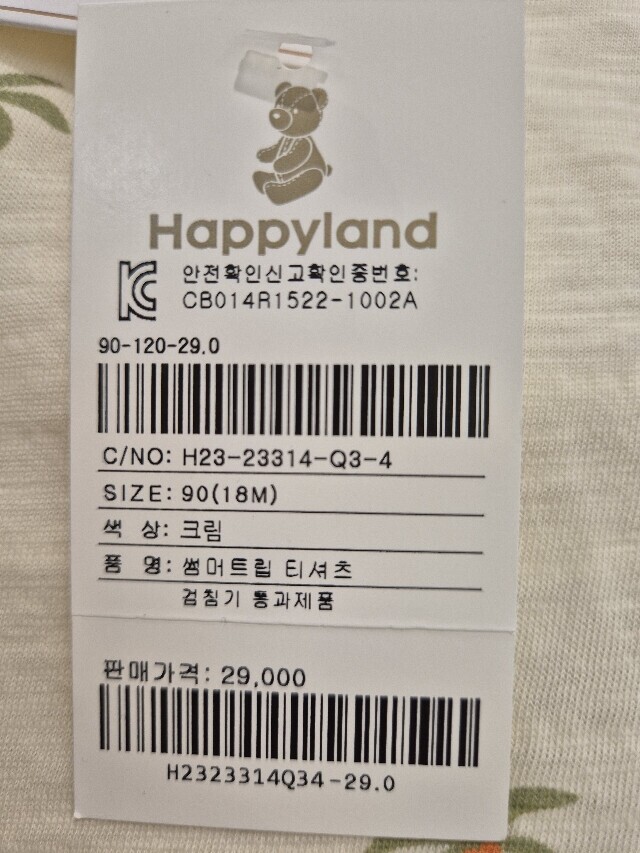 Happyland
안전확인신고확인증번호:
CB014R1522-1002A
90-120-29.0
C/NO: H23-23314-Q3-4
SIZE: 90(18M)
색 상: 크림
품 명: 썸머트립 티셔츠
검침기 통과제품
판매가격: 29,000
H2323314Q34-29.0